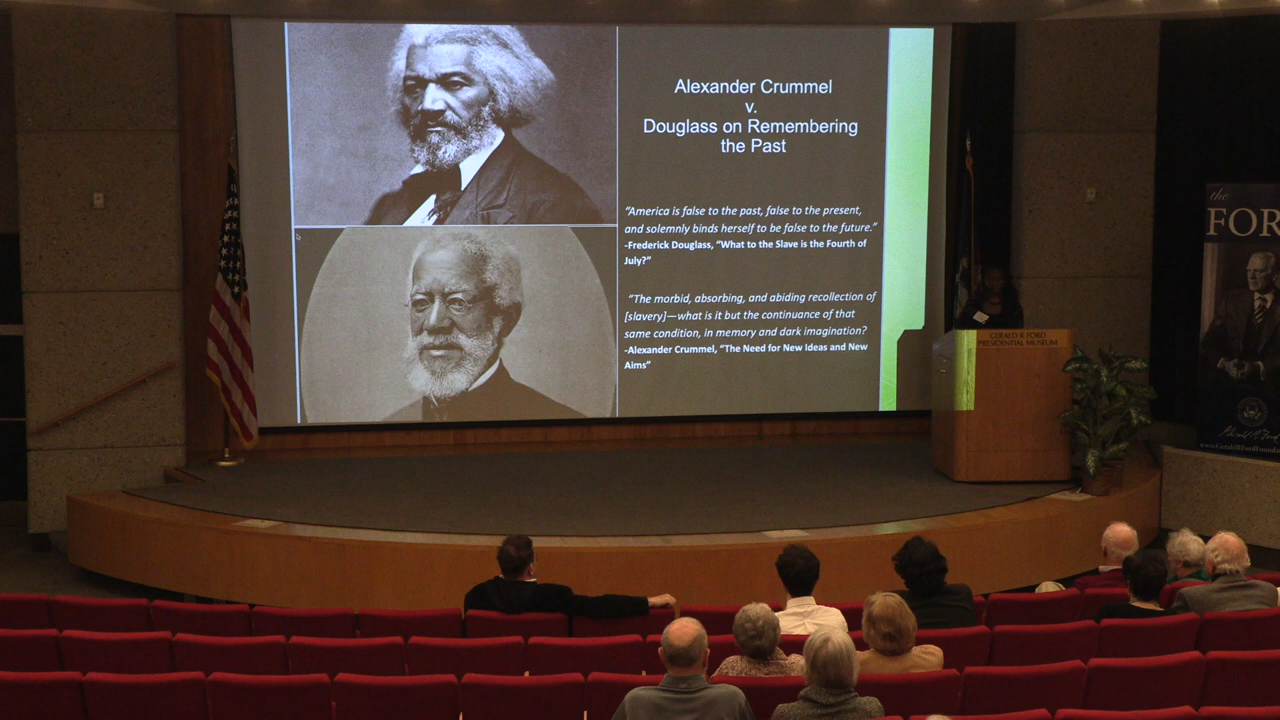 Alexander Crummel
v.
Douglass on Remembering
the Past
“America is false to the past, false to the present,
and solemnly binds herself to be false to the future.”
-Frederick Douglass, “What to the Slave is the Fourth of
July?”
“The morbid, absorbing, and abiding recollection of
[slavery]—what is it but the continuance of that
same condition, in memory and dark imagination?
-Alexander Crummel, “The Need for New Ideas and New
Aims”
GERALD R FORD
PRESIDENTIAL MUSEUM
the
FOR
www.GeraldRFordFounda